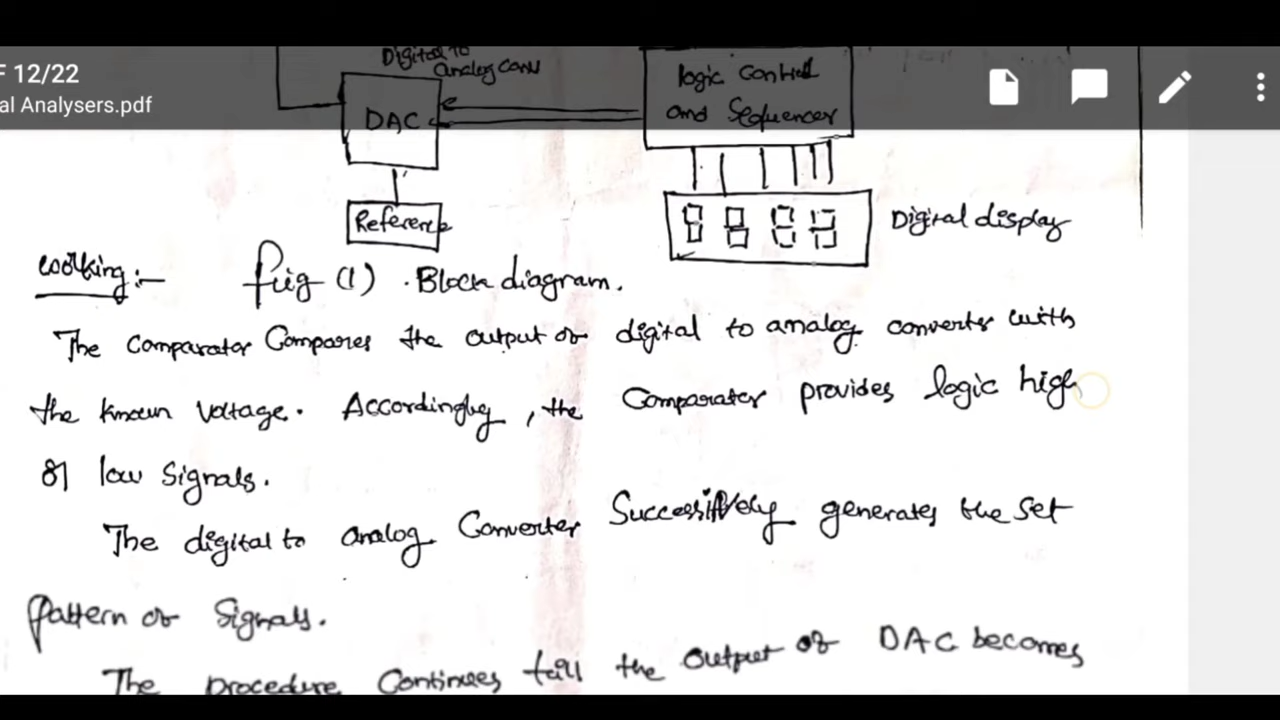 Digital to
analog Conv
F 12/22
logic Control
al Analysers.pdf
DAC
and Sequencer
Reference
Digital display
Working:-
Fig (1) . Block diagram.
The Comparator Compares the output of digital to analog converter with
the known voltage. Accordingly, the Comparator provides logic high
or low Signals.
The digital to analog Converter Successively generates the set
pattern of Signals.
The procedure Continues till the output of DAC becomes